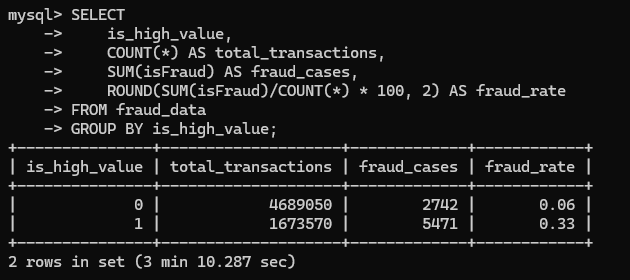 mysql> SELECT
    ->     is_high_value,
    ->     COUNT(*) AS total_transactions,
    ->     SUM(isFraud) AS fraud_cases,
    ->     ROUND(SUM(isFraud)/COUNT(*) * 100, 2) AS fraud_rate
    -> FROM fraud_data
    -> GROUP BY is_high_value;
+---------------+--------------------+-------------+------------+
| is_high_value | total_transactions | fraud_cases | fraud_rate |
+---------------+--------------------+-------------+------------+
|             0 |            4689050 |        2742 |       0.06 |
|             1 |            1673570 |        5471 |       0.33 |
+---------------+--------------------+-------------+------------+
2 rows in set (3 min 10.287 sec)